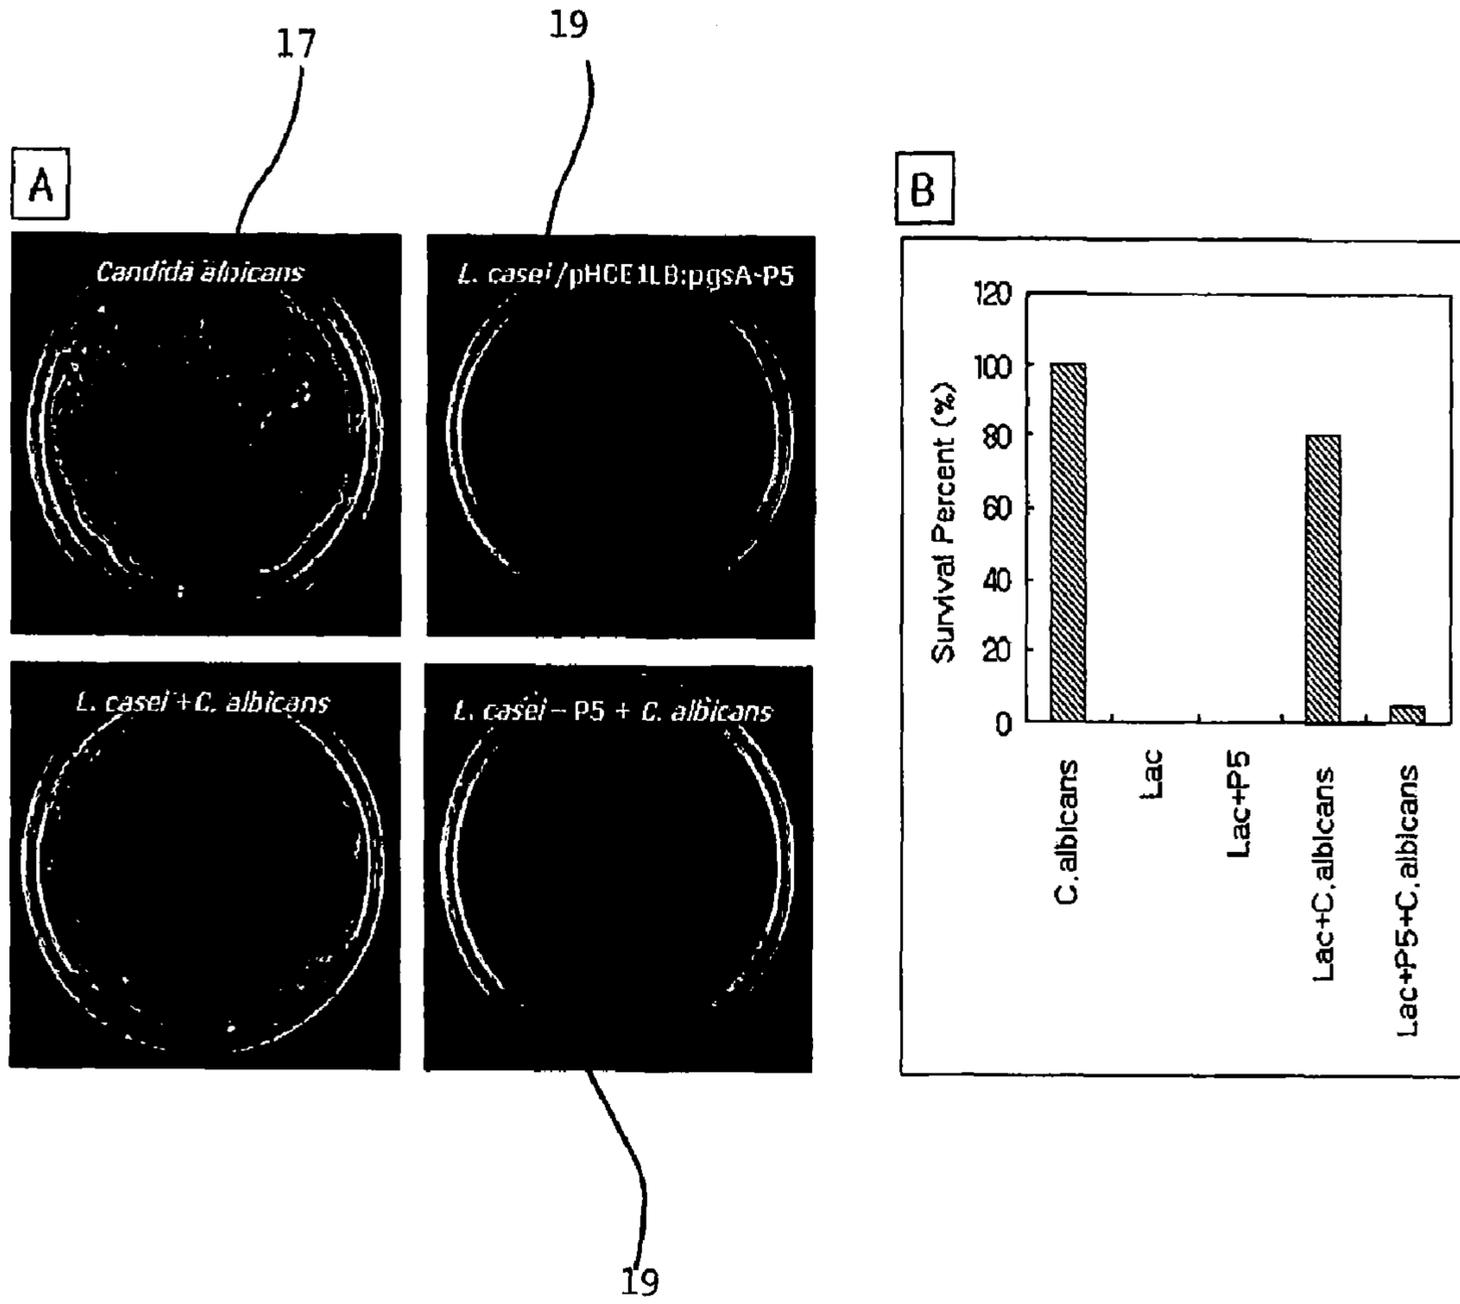 17
19
A
B
Candida albicans
L. casei/pHCE1LB:pgsA-P5
L. casei+C. albicans
L. casei-P5 + C. albicans
19
Survival Percent (%)
120
100
80
60
40
20
0
C.albicans
Lac
Lac+P5
Lac+C.albicans
Lac+P5+C.albicans